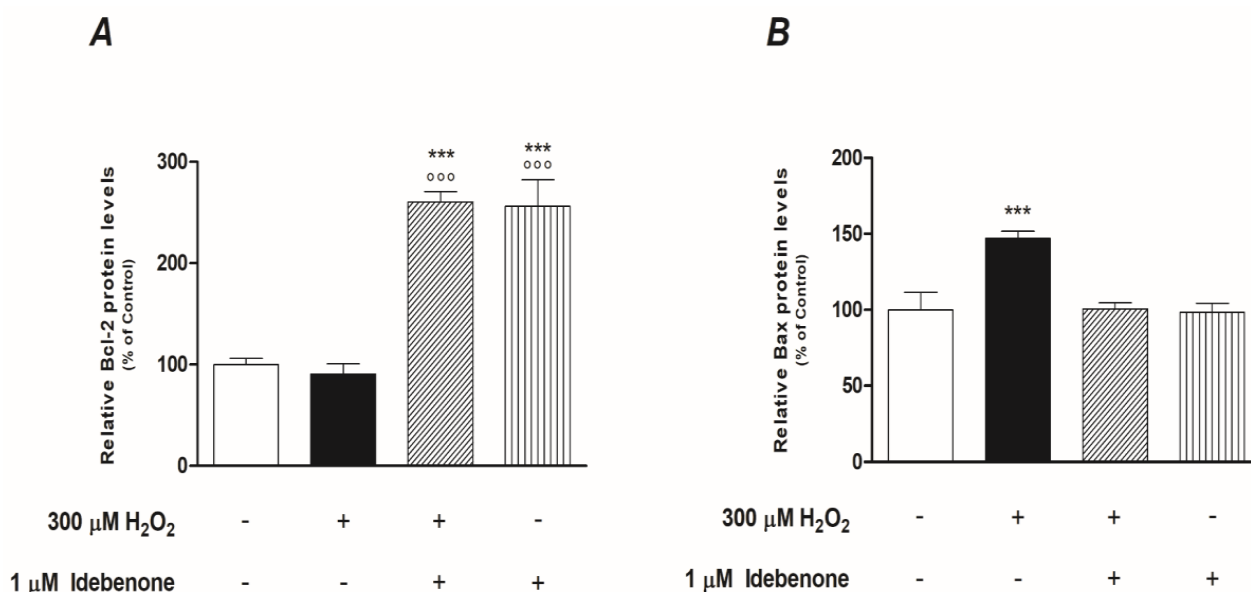 A
Relative Bcl-2 protein levels
(% of Control)
300
200
100
0
***
°°°
***
°°°
300 μM H₂O₂ - + + -
1 μM Idebenone - - + +
B
Relative Bax protein levels
(% of Control)
200
150
100
50
0
***
300 μM H₂O₂ - + + -
1 μM Idebenone - - + +